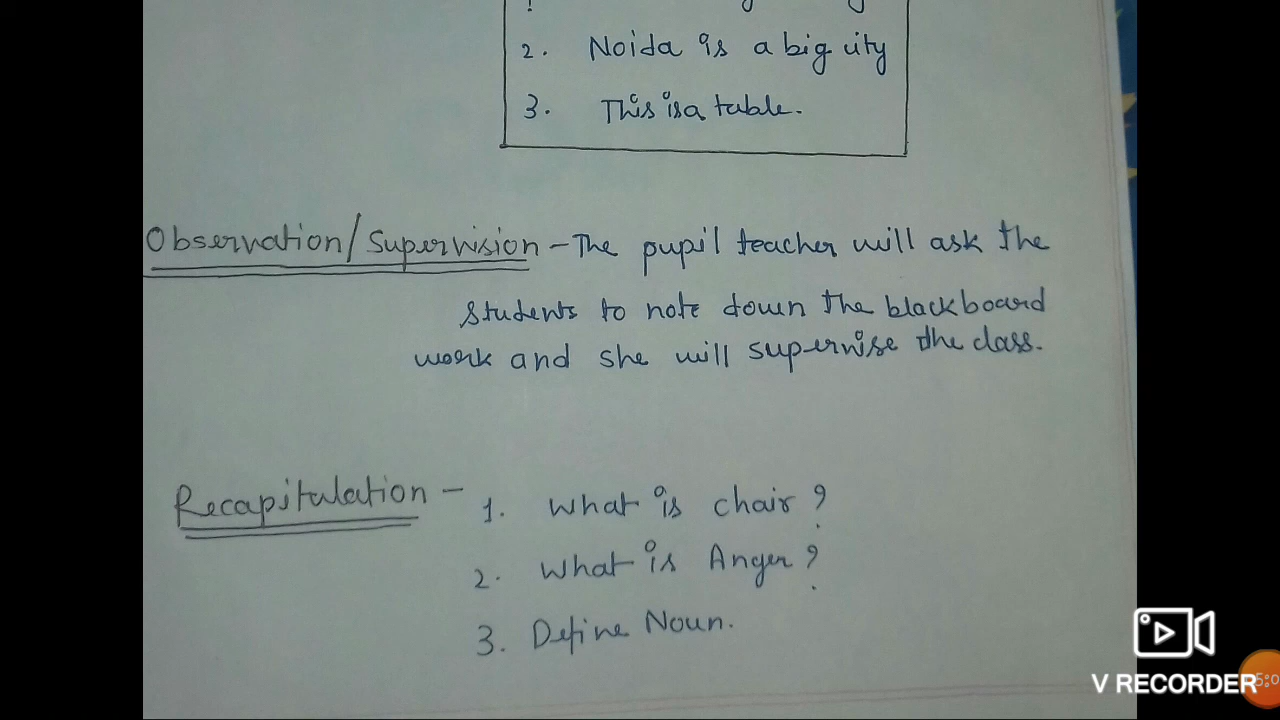 2. Noida is a big city
3. This is a table.
Observation/Supervision - The pupil teacher will ask the
students to note down the blackboard
work and she will supervise the class.
Recapitulation - 1. What is chair?
2. What is Anger?
3. Define Noun.
V RECORDER